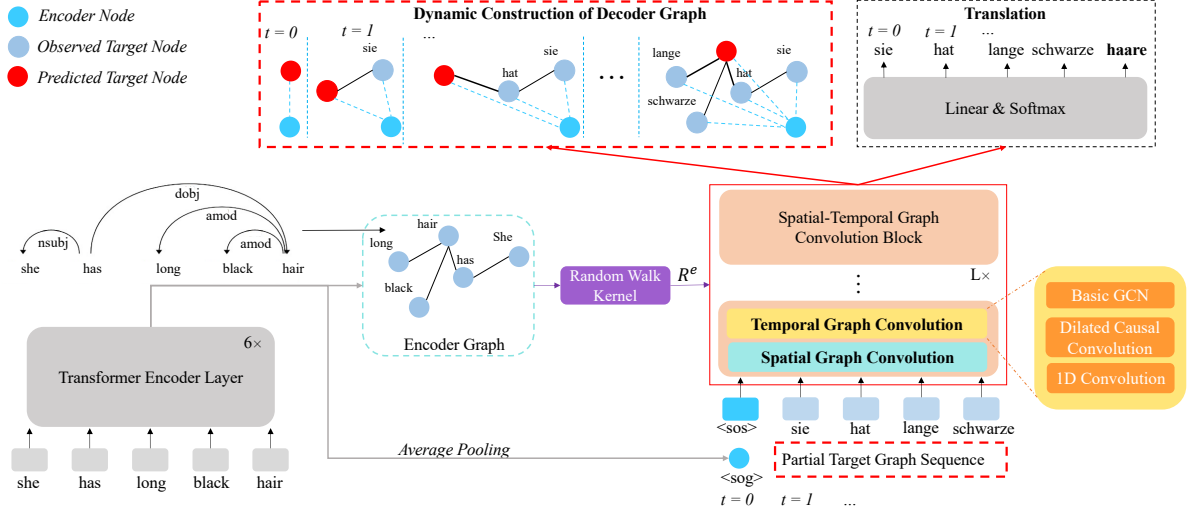 Encoder Node
Observed Target Node
Predicted Target Node
Dynamic Construction of Decoder Graph
t = 0
t = 1
...
sie
hat
lange
hat
sie
schwarze
Translation
t = 0
t = 1
...
sie
hat
lange
schwarze
haare
Linear & Softmax
dobj
amod
nsubj
amod
she
has
long
black
hair
6×
Transformer Encoder Layer
she
has
long
black
hair
hair
long
She
has
black
Encoder Graph
Random Walk
Kernel
R^e
Spatial-Temporal Graph
Convolution Block
L×
Temporal Graph Convolution
Spatial Graph Convolution
Basic GCN
Dilated Causal
Convolution
1D Convolution
<sos>
sie
hat
lange
schwarze
Average Pooling
Partial Target Graph Sequence
<sog>
t = 0
t = 1
...